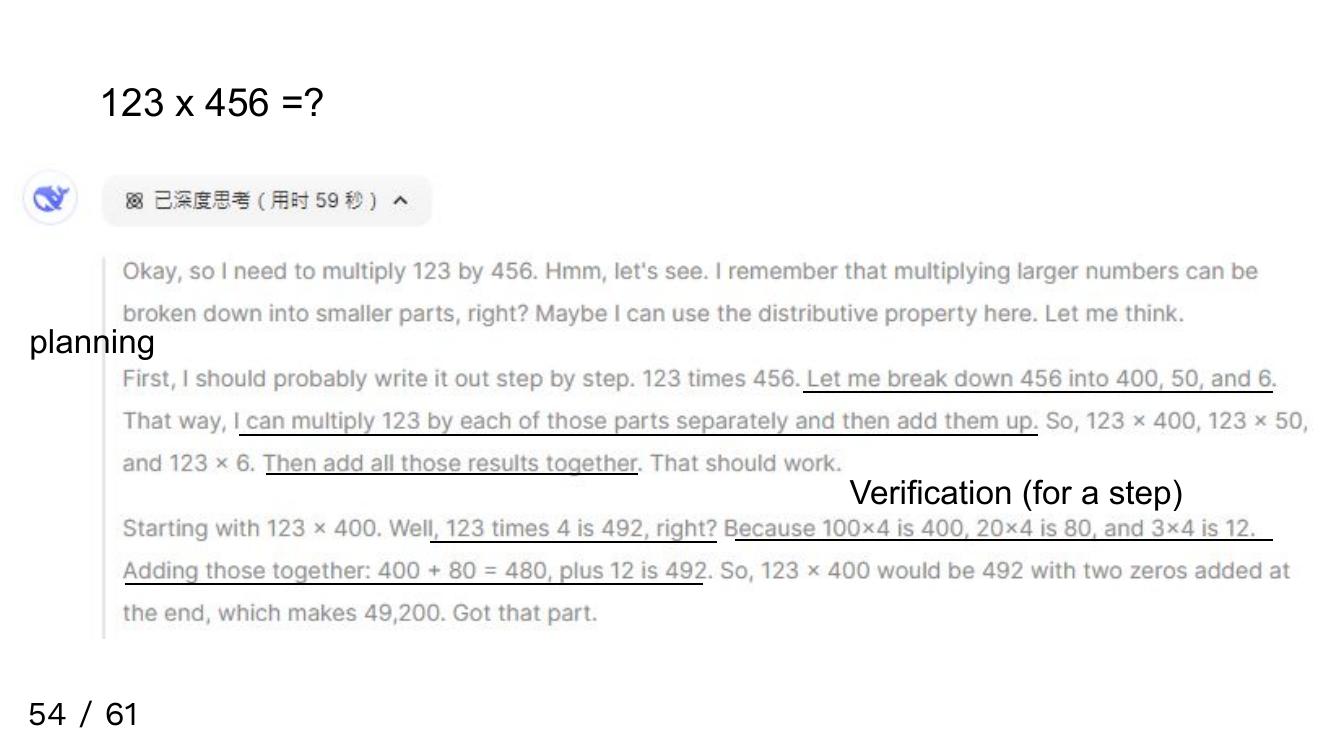 123 x 456 =?
已深度思考 ( 用时 59 秒 )
Okay, so I need to multiply 123 by 456. Hmm, let's see. I remember that multiplying larger numbers can be
broken down into smaller parts, right? Maybe I can use the distributive property here. Let me think.
planning
First, I should probably write it out step by step. 123 times 456. Let me break down 456 into 400, 50, and 6.
That way, I can multiply 123 by each of those parts separately and then add them up. So, 123 × 400, 123 × 50,
and 123 × 6. Then add all those results together. That should work.
Verification (for a step)
Starting with 123 × 400. Well, 123 times 4 is 492, right? Because 100×4 is 400, 20×4 is 80, and 3×4 is 12.
Adding those together: 400 + 80 = 480, plus 12 is 492. So, 123 × 400 would be 492 with two zeros added at
the end, which makes 49,200. Got that part.
54 / 61